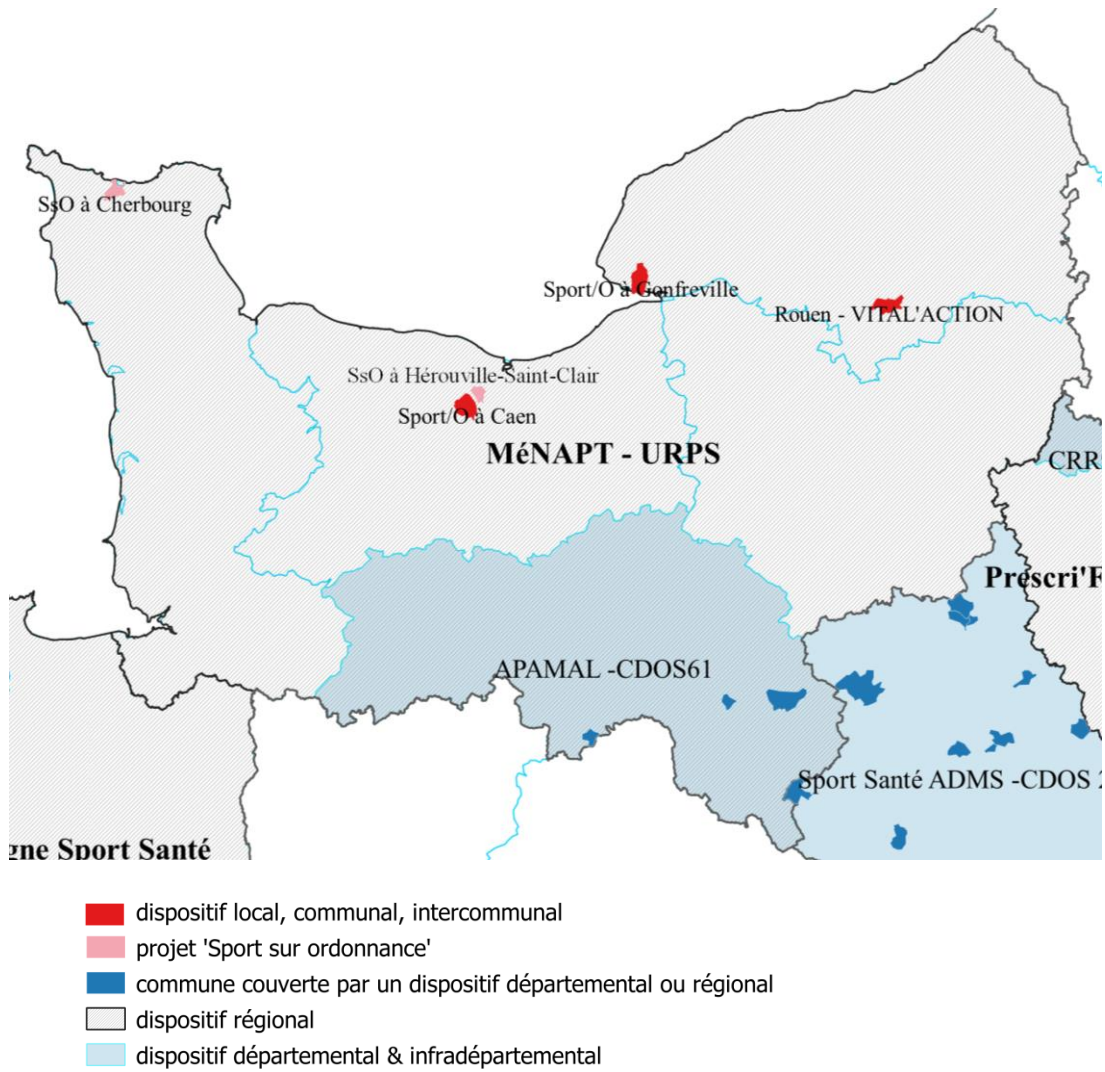 SsO à Cherbourg
Sport/O à Gonfreville
Rouen - VITAL'ACTION
SsO à Hérouville-Saint-Clair
Sport/O à Caen
MéNAPT - URPS
CRR
Prescri'F
APAMAL -CDOS61
Sport Santé ADMS -CDOS 2
gne Sport Santé
dispositif local, communal, intercommunal
projet 'Sport sur ordonnance'
commune couverte par un dispositif départemental ou régional
dispositif régional
dispositif départemental & infradépartemental